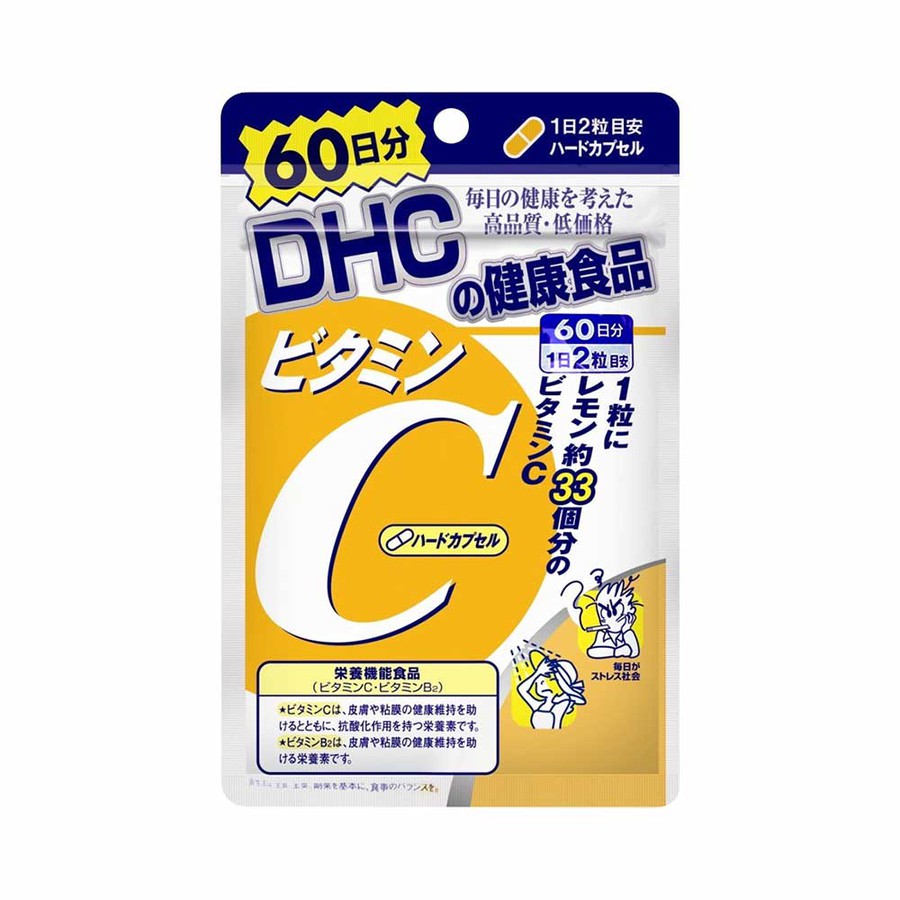 60日分
1日2粒目安
ハードカプセル
毎日の健康を考えた
高品質・低価格
DHC
の健康食品
60日分
1日2粒目安
ビタミン
C
1粒に
レモン約33個分の
ビタミンC
ハードカプセル
毎日が
ストレス社会
栄養機能食品
(ビタミンC・ビタミンB₂)
★ビタミンCは、皮膚や粘膜の健康維持を助
けるとともに、抗酸化作用を持つ栄養素です。
★ビタミンB₂は、皮膚や粘膜の健康維持を助
ける栄養素です。
副菜を基本に、食事のバランスを。